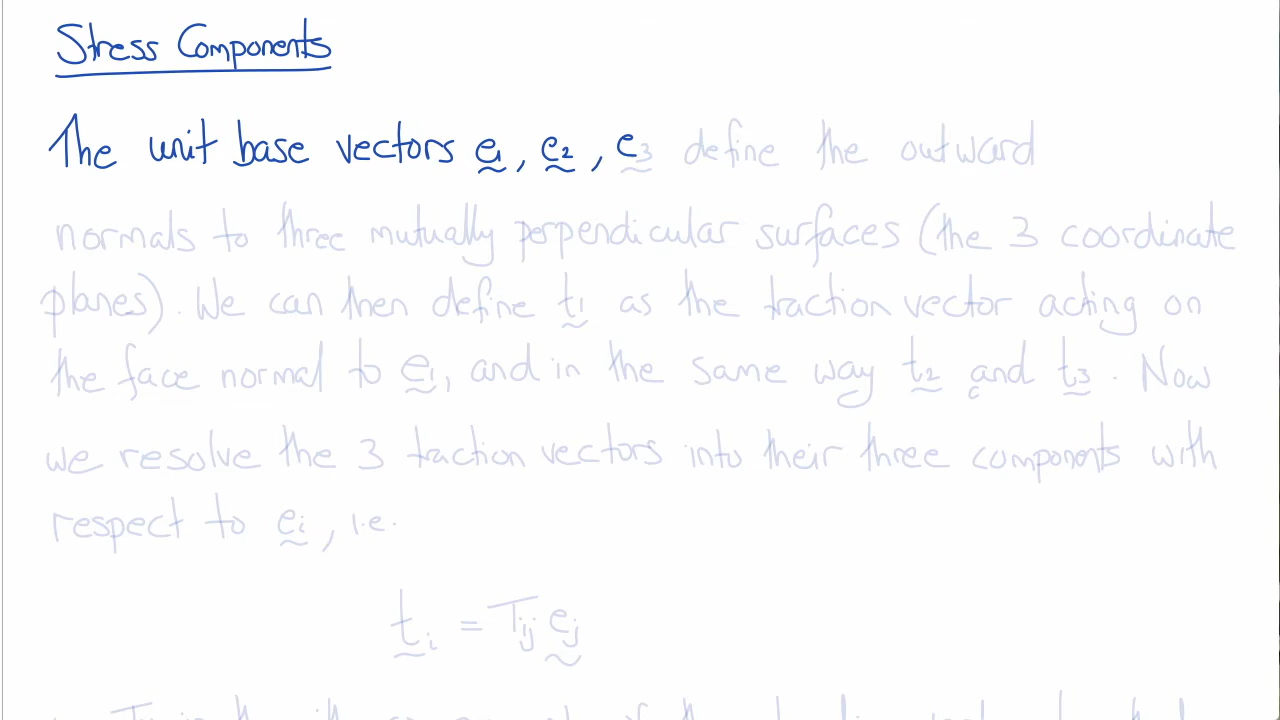 Stress Components
The unit base vectors e1, e2, e3 define the outward
normals to three mutually perpendicular surfaces (the 3 coordinate
planes). We can then define t1 as the traction vector acting on
the face normal to e1, and in the same way t2 and t3. Now
we resolve the 3 traction vectors into their three components with
respect to ei, i.e.
ti = Tij ej